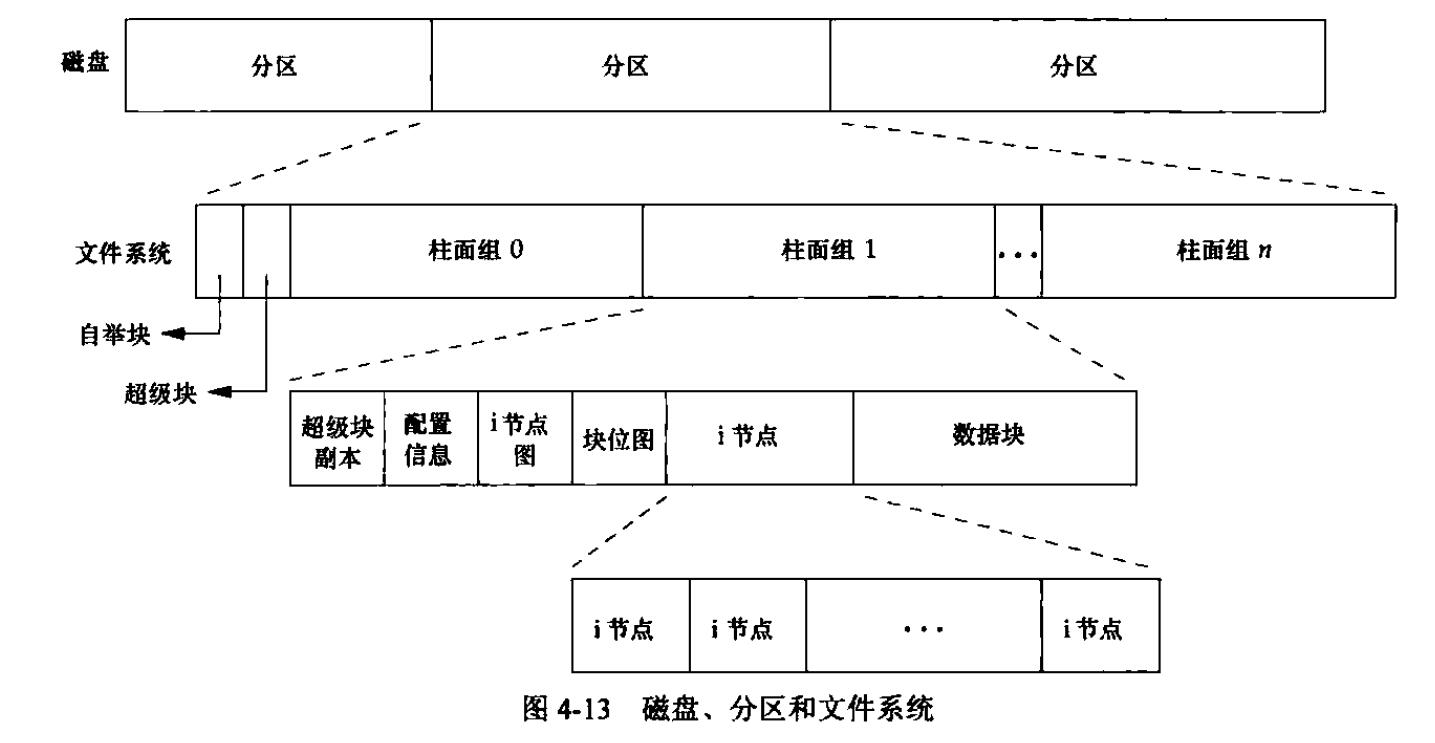 磁盘
分区
分区
分区
文件系统
柱面组 0
柱面组 1
...
柱面组 n
自举块
超级块
超级块
副本
配置
信息
i 节点
图
块位图
i 节点
数据块
i 节点
i 节点
...
i 节点
图 4-13 磁盘、分区和文件系统